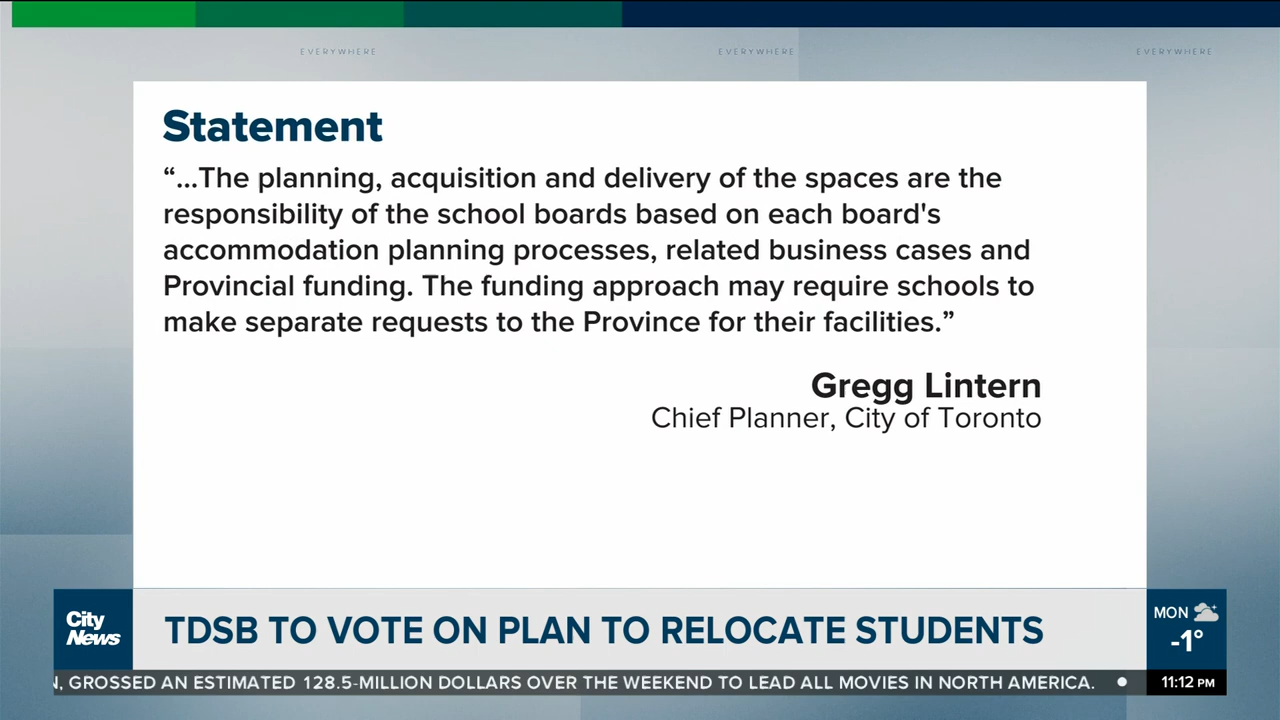 EVERYWHERE EVERYWHERE EVERYWHERE
Statement
“...The planning, acquisition and delivery of the spaces are the
responsibility of the school boards based on each board's
accommodation planning processes, related business cases and
Provincial funding. The funding approach may require schools to
make separate requests to the Province for their facilities.”
Gregg Lintern
Chief Planner, City of Toronto
City
News
TDSB TO VOTE ON PLAN TO RELOCATE STUDENTS
MON
-1°
, GROSSED AN ESTIMATED 128.5-MILLION DOLLARS OVER THE WEEKEND TO LEAD ALL MOVIES IN NORTH AMERICA. •
11:12 PM